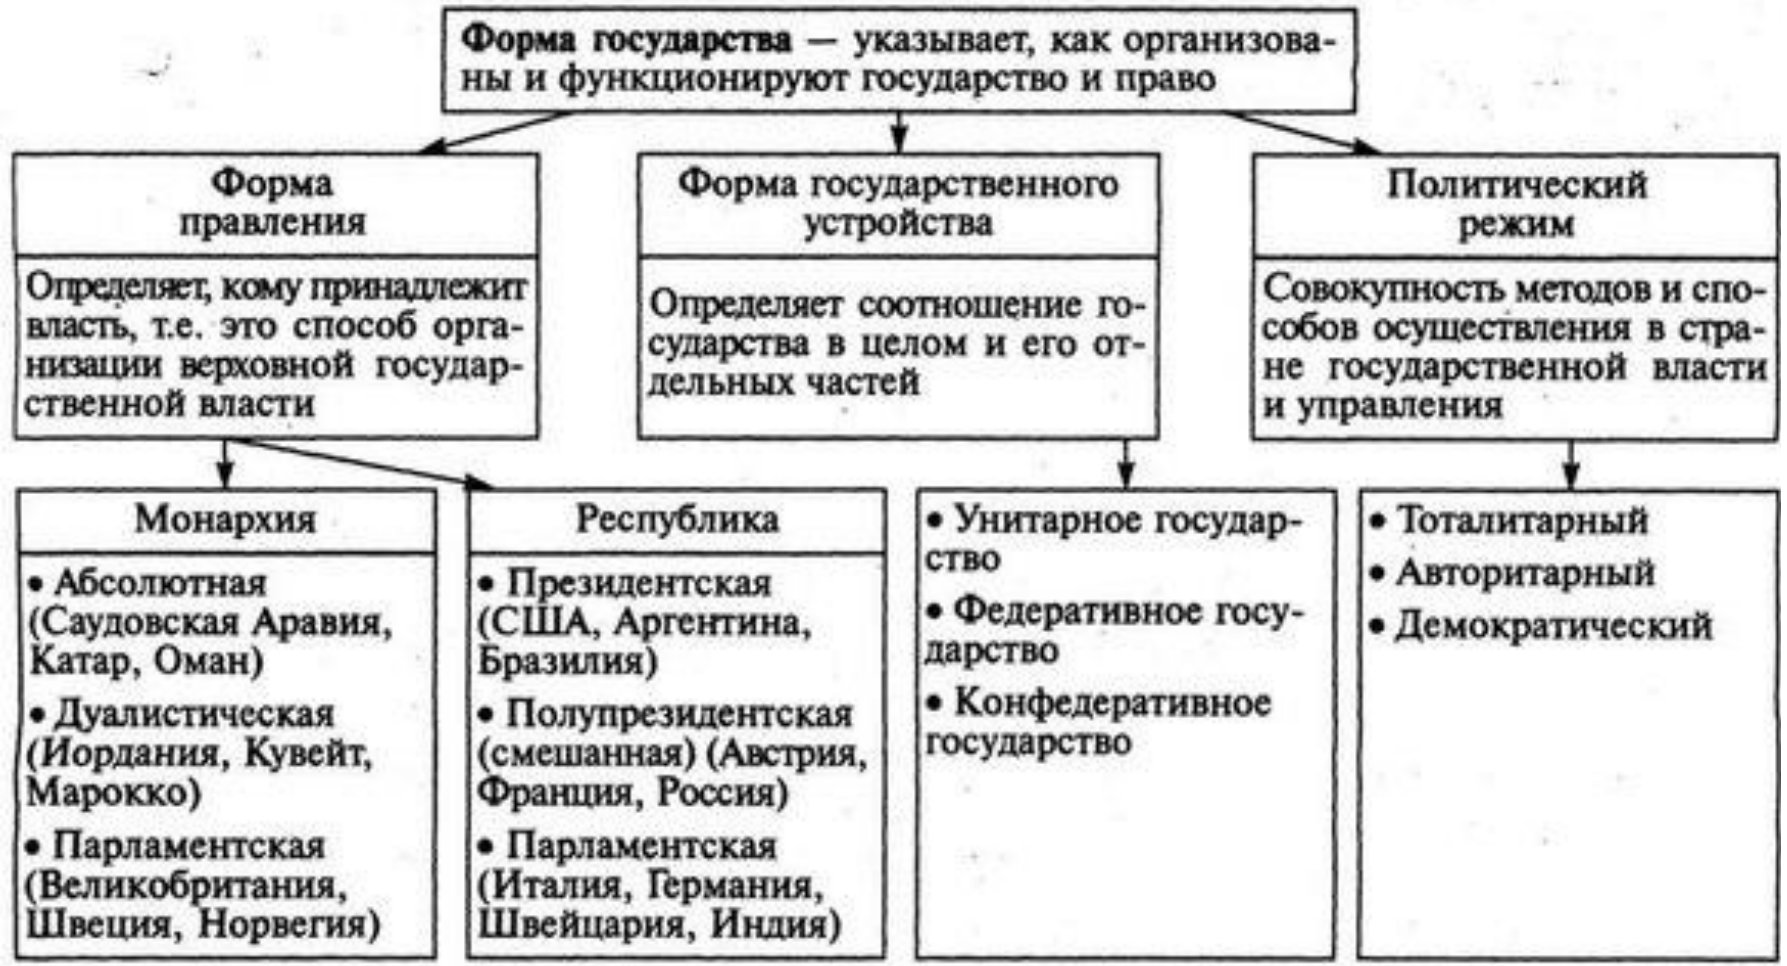 Форма государства — указывает, как организова-
ны и функционируют государство и право
Форма
правления
Определяет, кому принадлежит
власть, т.е. это способ орга-
низации верховной государ-
ственной власти
Форма государственного
устройства
Определяет соотношение го-
сударства в целом и его от-
дельных частей
Политический
режим
Совокупность методов и спо-
собов осуществления в стра-
не государственной власти
и управления
Монархия
• Абсолютная
(Саудовская Аравия,
Катар, Оман)
• Дуалистическая
(Иордания, Кувейт,
Марокко)
• Парламентская
(Великобритания,
Швеция, Норвегия)
Республика
• Президентская
(США, Аргентина,
Бразилия)
• Полупрезидентская
(смешанная) (Австрия,
Франция, Россия)
• Парламентская
(Италия, Германия,
Швейцария, Индия)
• Унитарное государ-
ство
• Федеративное госу-
дарство
• Конфедеративное
государство
• Тоталитарный
• Авторитарный
• Демократический